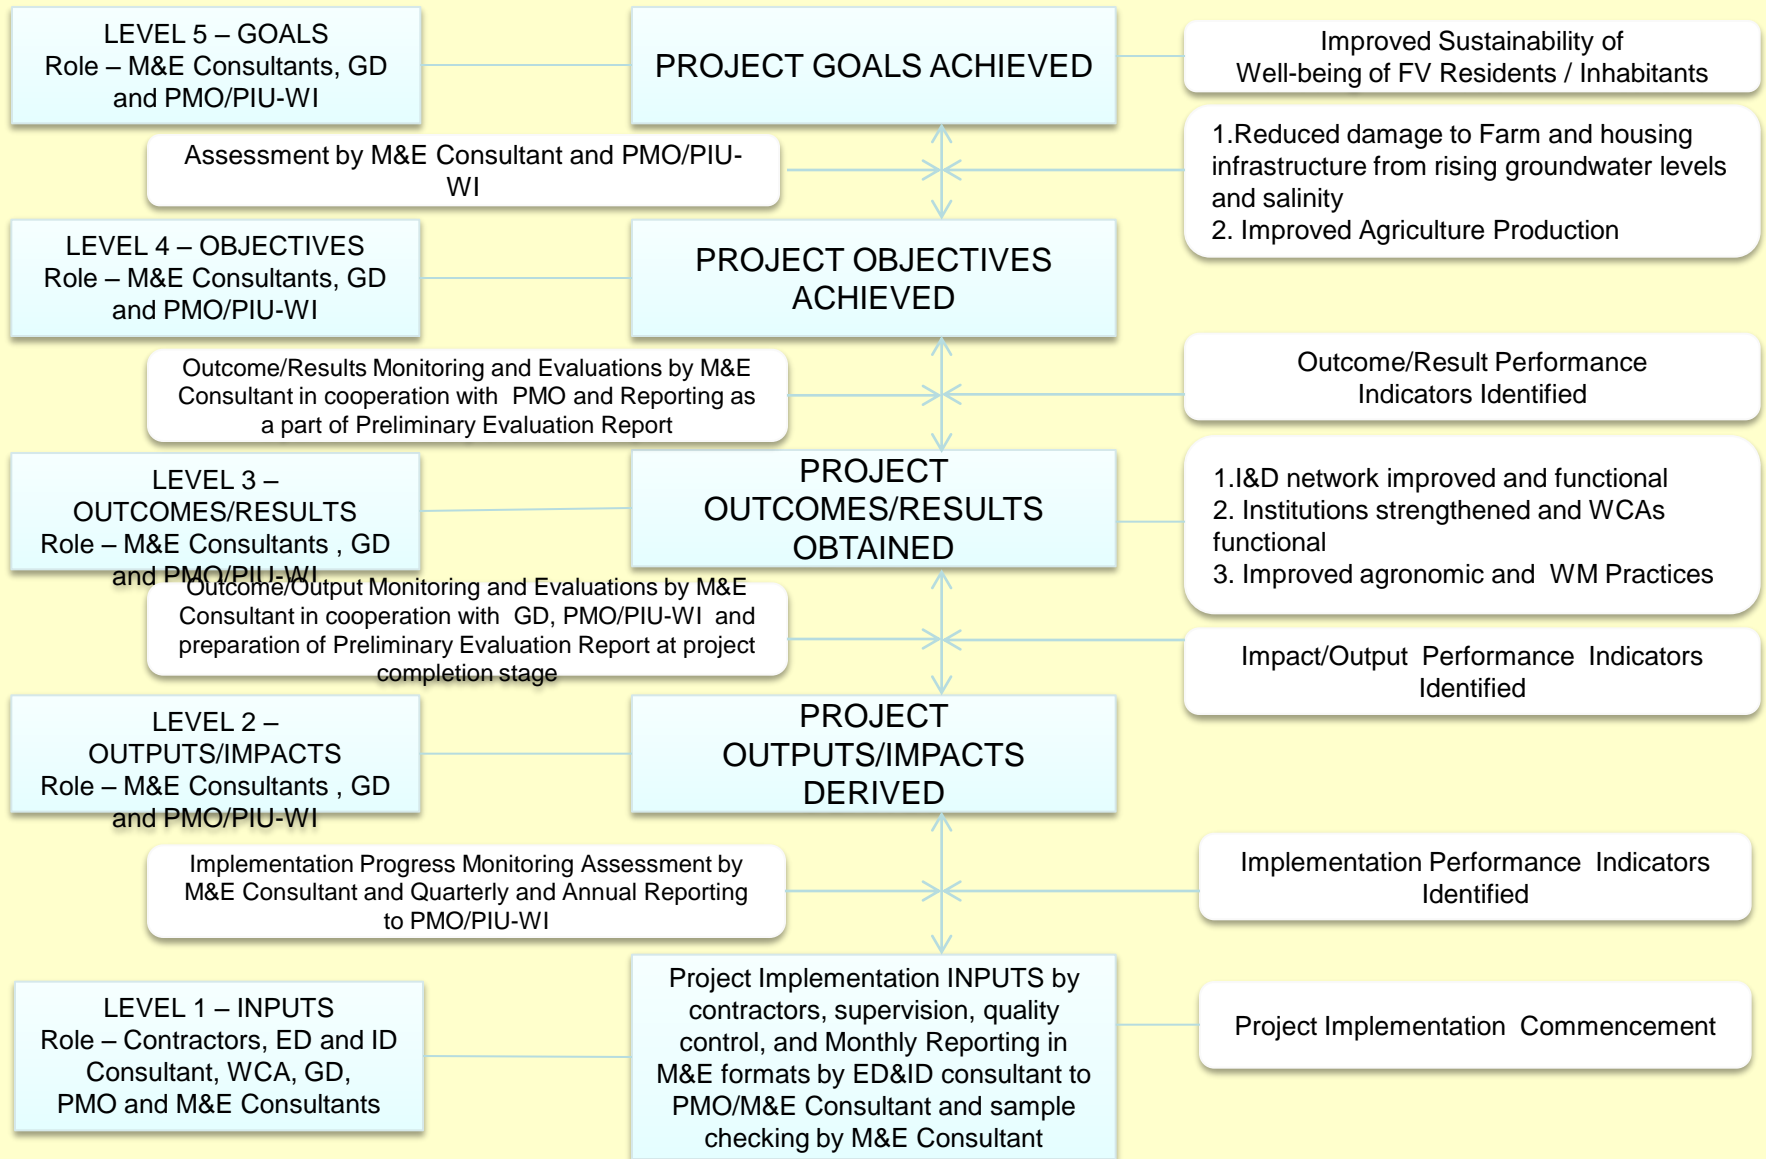 LEVEL 5 – GOALS
Role – M&E Consultants, GD
and PMO/PIU-WI
PROJECT GOALS ACHIEVED
Improved Sustainability of
Well-being of FV Residents / Inhabitants
Assessment by M&E Consultant and PMO/PIU-
WI
1.Reduced damage to Farm and housing
infrastructure from rising groundwater levels
and salinity
2. Improved Agriculture Production
LEVEL 4 – OBJECTIVES
Role – M&E Consultants, GD
and PMO/PIU-WI
PROJECT OBJECTIVES
ACHIEVED
Outcome/Results Monitoring and Evaluations by M&E
Consultant in cooperation with PMO and Reporting as
a part of Preliminary Evaluation Report
Outcome/Result Performance
Indicators Identified
LEVEL 3 –
OUTCOMES/RESULTS
Role – M&E Consultants , GD
and PMO/PIU-WI
PROJECT
OUTCOMES/RESULTS
OBTAINED
1.I&D network improved and functional
2. Institutions strengthened and WCAs
functional
3. Improved agronomic and WM Practices
Outcome/Output Monitoring and Evaluations by M&E
Consultant in cooperation with GD, PMO/PIU-WI and
preparation of Preliminary Evaluation Report at project
completion stage
Impact/Output Performance Indicators
Identified
LEVEL 2 –
OUTPUTS/IMPACTS
Role – M&E Consultants , GD
and PMO/PIU-WI
PROJECT
OUTPUTS/IMPACTS
DERIVED
Implementation Progress Monitoring Assessment by
M&E Consultant and Quarterly and Annual Reporting
to PMO/PIU-WI
Implementation Performance Indicators
Identified
LEVEL 1 – INPUTS
Role – Contractors, ED and ID
Consultant, WCA, GD,
PMO and M&E Consultants
Project Implementation INPUTS by
contractors, supervision, quality
control, and Monthly Reporting in
M&E formats by ED&ID consultant to
PMO/M&E Consultant and sample
checking by M&E Consultant
Project Implementation Commencement